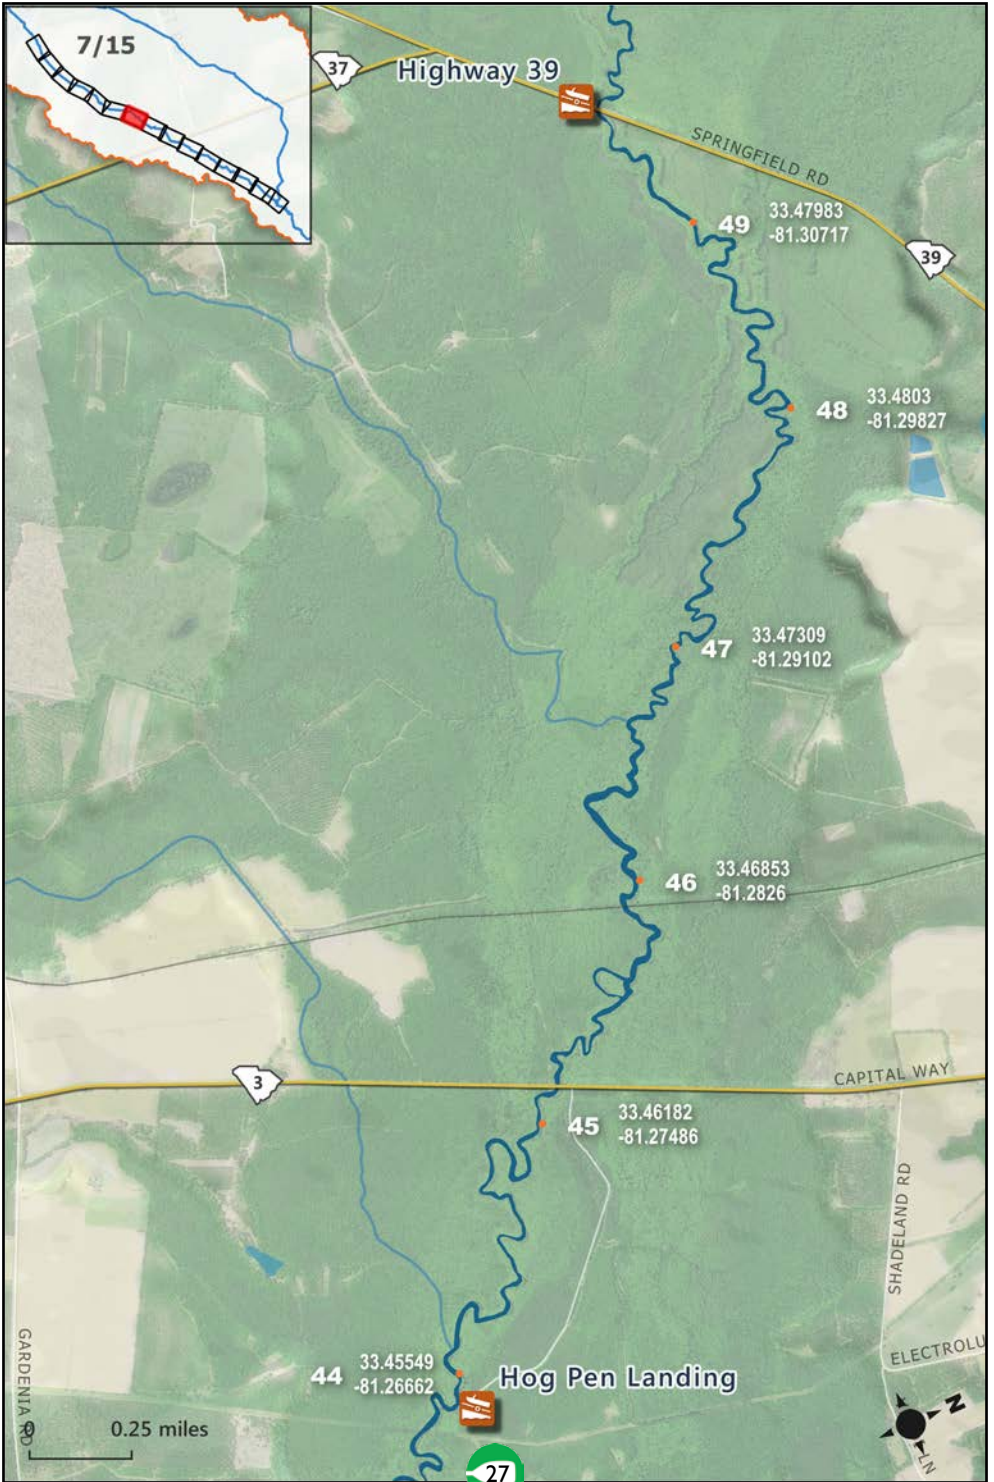 7/15
37
Highway 39
SPRINGFIELD RD
49
33.47983
-81.30717
39
48
33.4803
-81.29827
47
33.47309
-81.29102
46
33.46853
-81.2826
3
CAPITAL WAY
45
33.46182
-81.27486
SHADELAND RD
GARDENIA RD
ELECTROLU
44
33.45549
-81.26662
Hog Pen Landing
N
LN
0
0.25 miles
27